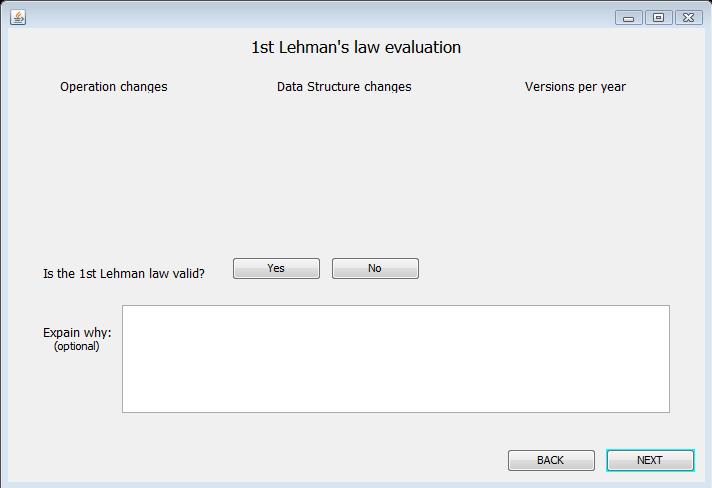 1st Lehman's law evaluation
Operation changes
Data Structure changes
Versions per year
Is the 1st Lehman law valid?
Yes
No
Expain why:
(optional)
BACK
NEXT